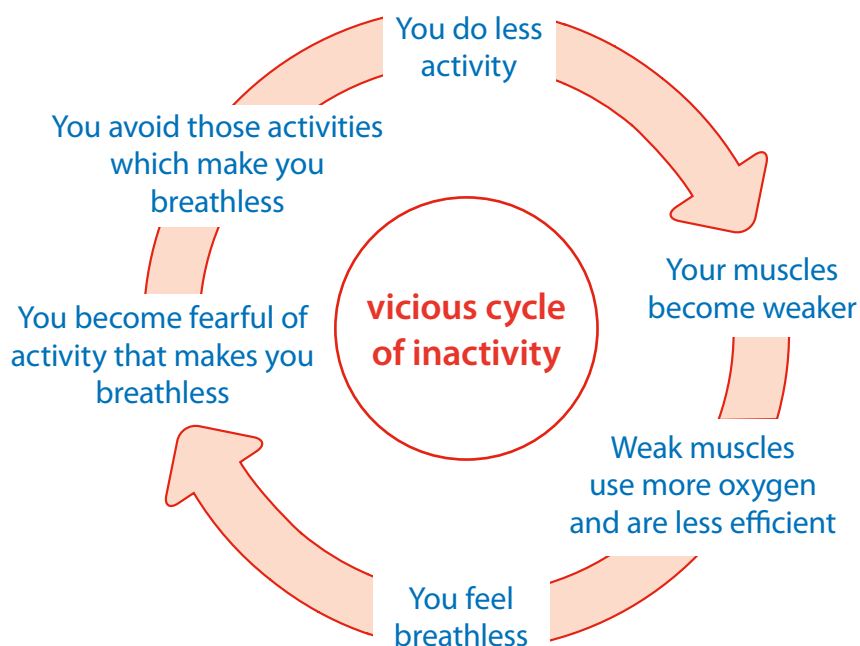 You do less
activity
Your muscles
become weaker
Weak muscles
use more oxygen
and are less efficient
You feel
breathless
You become fearful of
activity that makes you
breathless
You avoid those activities
which make you
breathless
vicious cycle
of inactivity